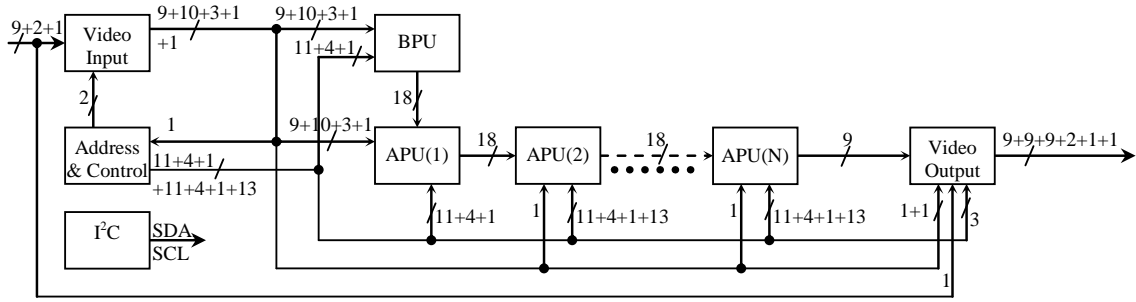 9+2+1
Video
Input
9+10+3+1
+1
9+10+3+1
11+4+1
BPU
2
18
Address
& Control
1
11+4+1
+11+4+1+13
9+10+3+1
APU(1)
18
APU(2)
18
APU(N)
9
Video
Output
9+9+9+2+1+1
11+4+1
1
11+4+1+13
1
11+4+1+13
1+1
3
I²C
SDA
SCL
1